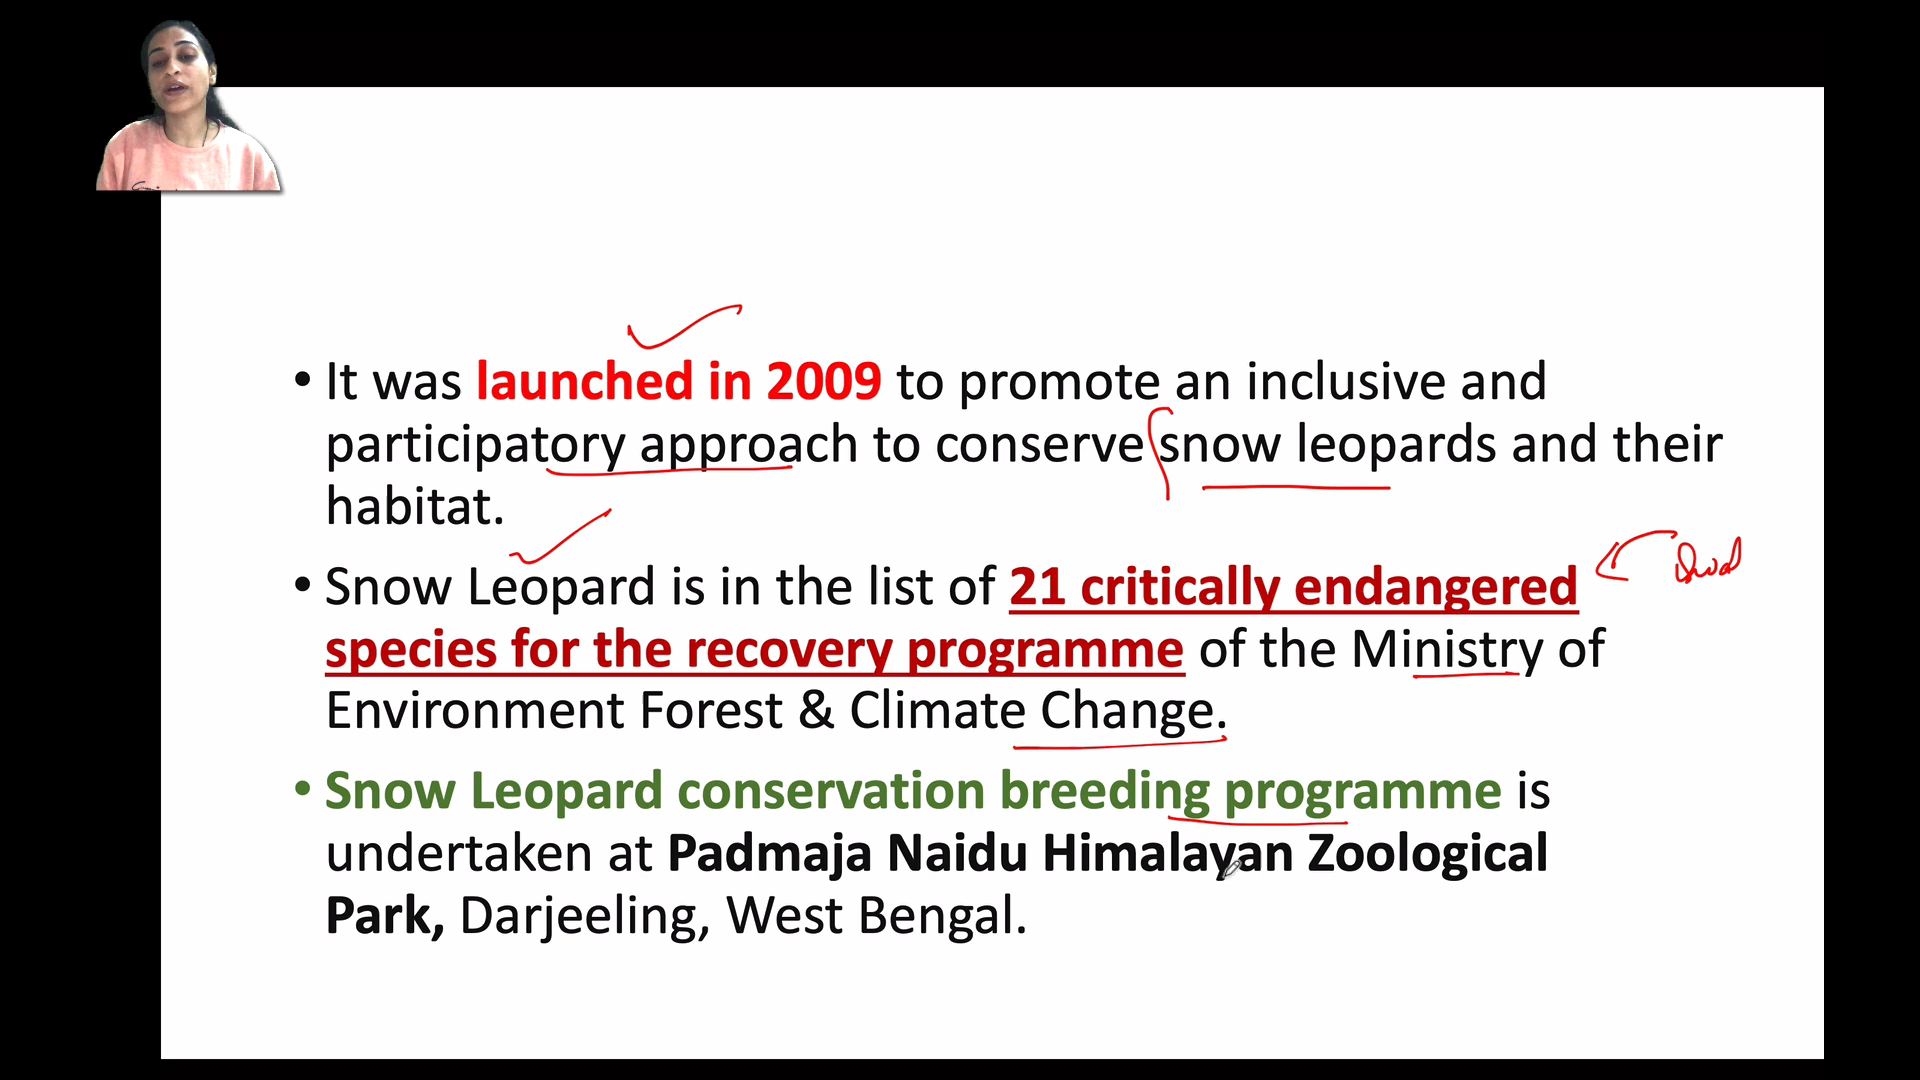 • It was launched in 2009 to promote an inclusive and
participatory approach to conserve snow leopards and their
habitat.
• Snow Leopard is in the list of 21 critically endangered
species for the recovery programme of the Ministry of
Environment Forest & Climate Change.
• Snow Leopard conservation breeding programme is
undertaken at Padmaja Naidu Himalayan Zoological
Park, Darjeeling, West Bengal.